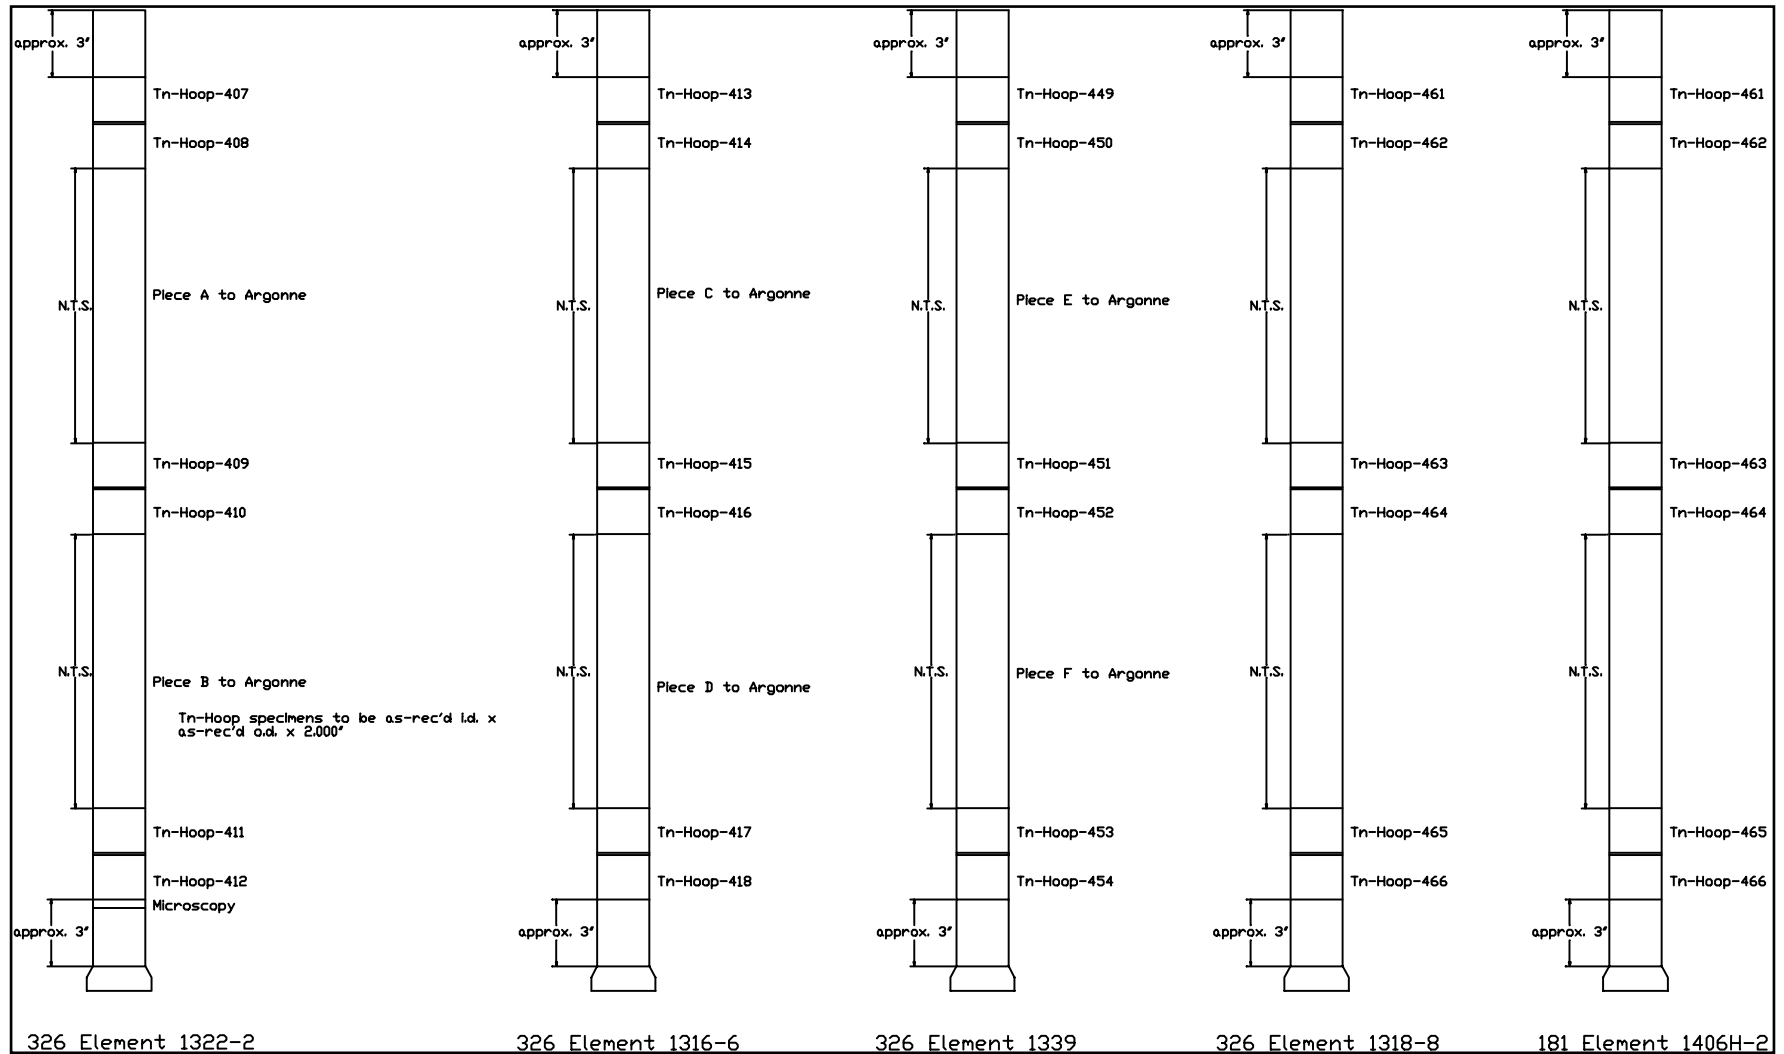 approx. 3"
Tn-Hoop-407
Tn-Hoop-408
N.T.S.
Piece A to Argonne
Tn-Hoop-409
Tn-Hoop-410
N.T.S.
Piece B to Argonne
Tn-Hoop specimens to be as-rec'd i.d. x
as-rec'd o.d. x 2.000"
Tn-Hoop-411
Tn-Hoop-412
Microscopy
approx. 3"
326 Element 1322-2
approx. 3"
Tn-Hoop-413
Tn-Hoop-414
N.T.S.
Piece C to Argonne
Tn-Hoop-415
Tn-Hoop-416
N.T.S.
Piece D to Argonne
Tn-Hoop-417
Tn-Hoop-418
approx. 3"
326 Element 1316-6
approx. 3"
Tn-Hoop-449
Tn-Hoop-450
N.T.S.
Piece E to Argonne
Tn-Hoop-451
Tn-Hoop-452
N.T.S.
Piece F to Argonne
Tn-Hoop-453
Tn-Hoop-454
approx. 3"
326 Element 1339
approx. 3"
Tn-Hoop-461
Tn-Hoop-462
N.T.S.
Tn-Hoop-463
Tn-Hoop-464
N.T.S.
Tn-Hoop-465
Tn-Hoop-466
approx. 3"
326 Element 1318-8
approx. 3"
Tn-Hoop-461
Tn-Hoop-462
N.T.S.
Tn-Hoop-463
Tn-Hoop-464
N.T.S.
Tn-Hoop-465
Tn-Hoop-466
approx. 3"
181 Element 1406H-2